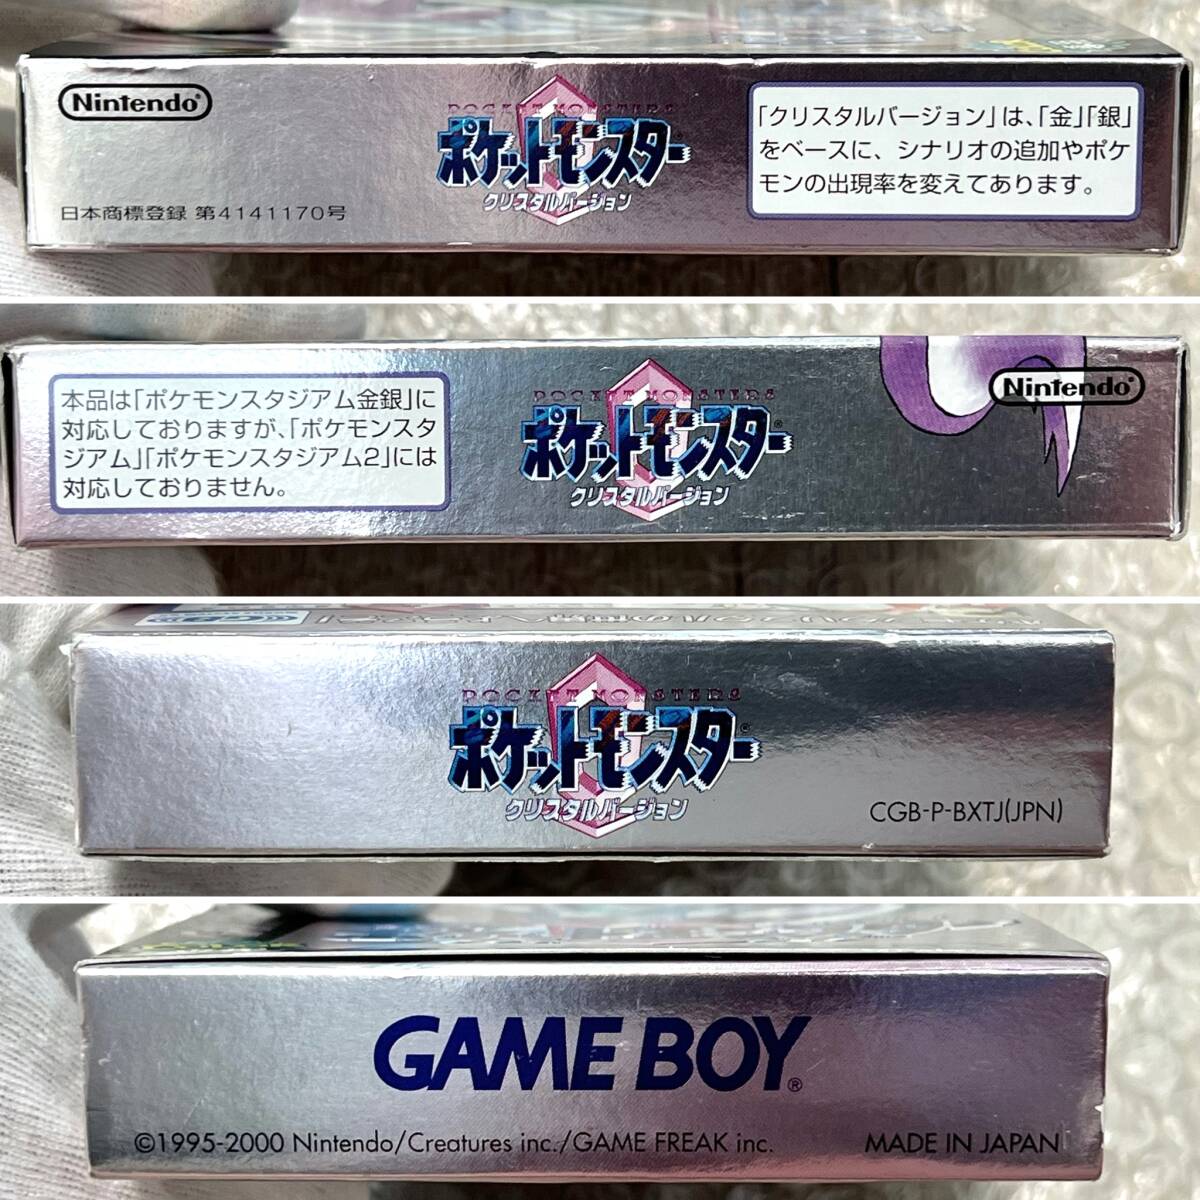 Nintendo
日本商標登録 第4141170号
POCKET MONSTERS
ポケットモンスター
クリスタルバージョン
「クリスタルバージョン」は、「金」「銀」
をベースに、シナリオの追加やポケ
モンの出現率を変えてあります。
本品は「ポケモンスタジアム金銀」に
対応しておりますが、「ポケモンスタ
ジアム」「ポケモンスタジアム2」には
対応しておりません。
POCKET MONSTERS
ポケットモンスター®
クリスタルバージョン
Nintendo®
POCKET MONSTERS
ポケットモンスター®
クリスタルバージョン
CGB-P-BXTJ(JPN)
GAME BOY®
©1995-2000 Nintendo/Creatures inc./GAME FREAK inc.
MADE IN JAPAN